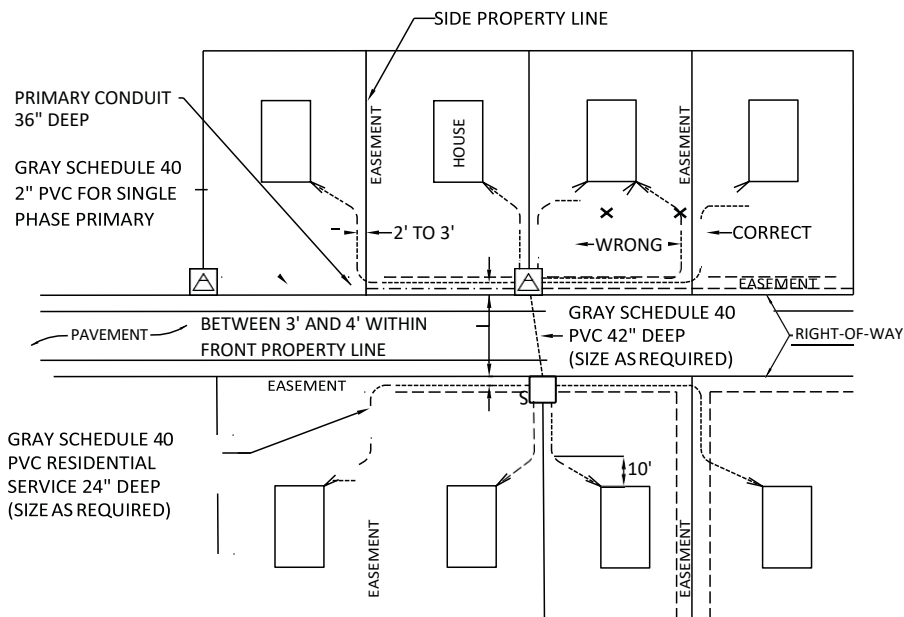 SIDE PROPERTY LINE
PRIMARY CONDUIT
36" DEEP
GRAY SCHEDULE 40
2" PVC FOR SINGLE
PHASE PRIMARY
EASEMENT
HOUSE
EASEMENT
2' TO 3'
WRONG
CORRECT
EASEMENT
PAVEMENT
BETWEEN 3' AND 4' WITHIN
FRONT PROPERTY LINE
GRAY SCHEDULE 40
PVC 42" DEEP
(SIZE AS REQUIRED)
RIGHT-OF-WAY
EASEMENT
S
GRAY SCHEDULE 40
PVC RESIDENTIAL
SERVICE 24" DEEP
(SIZE AS REQUIRED)
10'
EASEMENT
EASEMENT